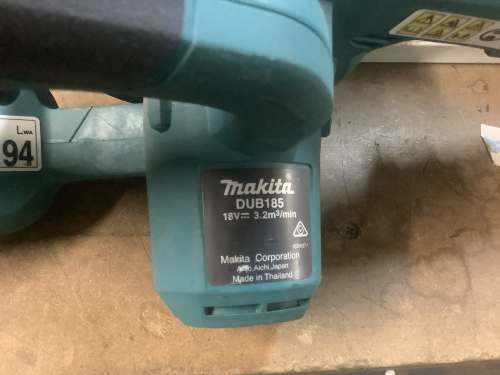 LWA
94
makita
DUB185
18V⎓ 3.2m³/min
Makita Corporation
Anjo, Aichi, Japan
Made in Thailand